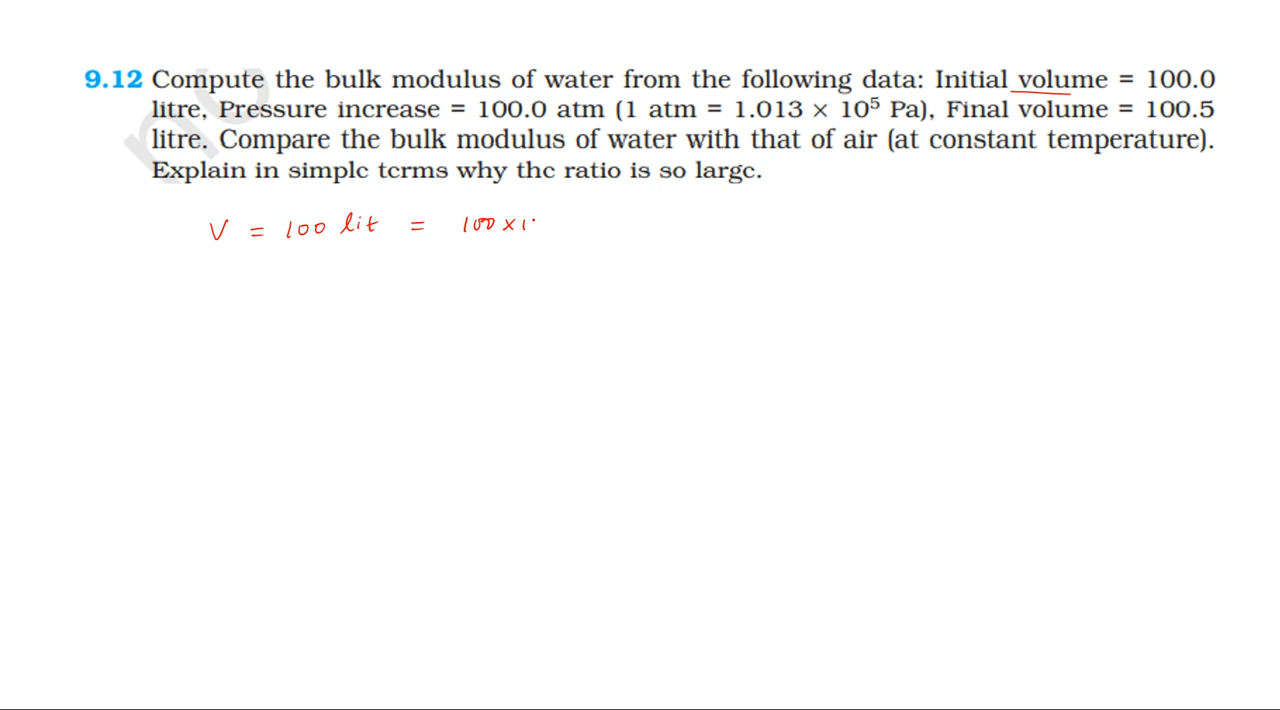 9.12 Compute the bulk modulus of water from the following data: Initial volume = 100.0
litre, Pressure increase = 100.0 atm (1 atm = 1.013 × 10⁵ Pa), Final volume = 100.5
litre. Compare the bulk modulus of water with that of air (at constant temperature).
Explain in simple terms why the ratio is so large.
V = 100 lit = 100 × 1